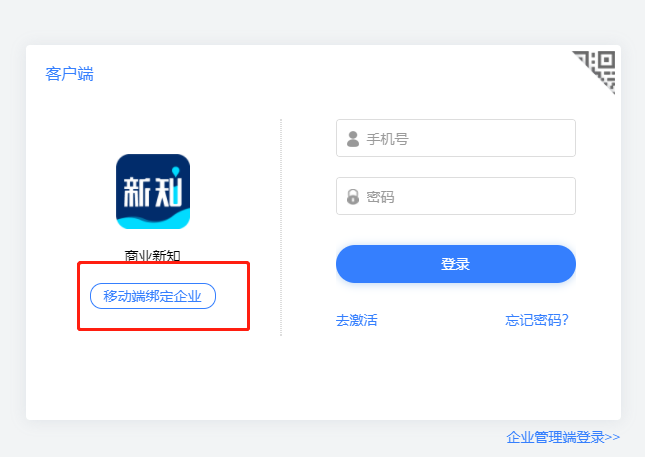 客户端
新知
商业新知
移动端绑定企业
手机号
密码
登录
去激活
忘记密码?
企业管理端登录>>